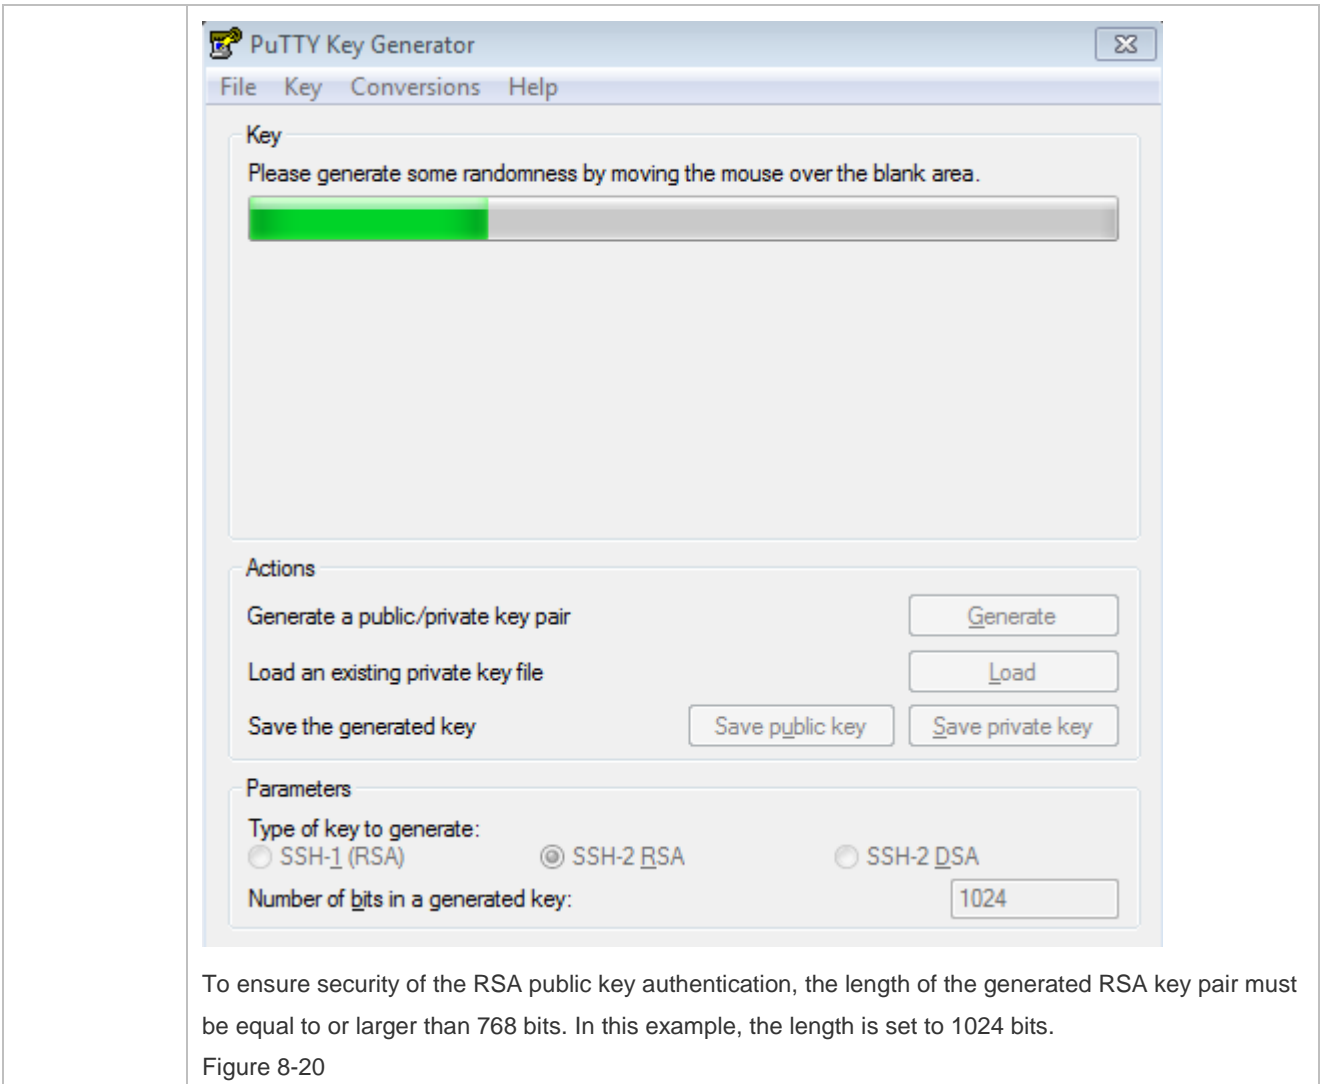 PuTTY Key Generator
File Key Conversions Help
Key
Please generate some randomness by moving the mouse over the blank area.
Actions
Generate a public/private key pair Generate
Load an existing private key file Load
Save the generated key Save public key Save private key
Parameters
Type of key to generate:
SSH-1 (RSA) SSH-2 RSA SSH-2 DSA
Number of bits in a generated key: 1024
To ensure security of the RSA public key authentication, the length of the generated RSA key pair must
be equal to or larger than 768 bits. In this example, the length is set to 1024 bits.
Figure 8-20